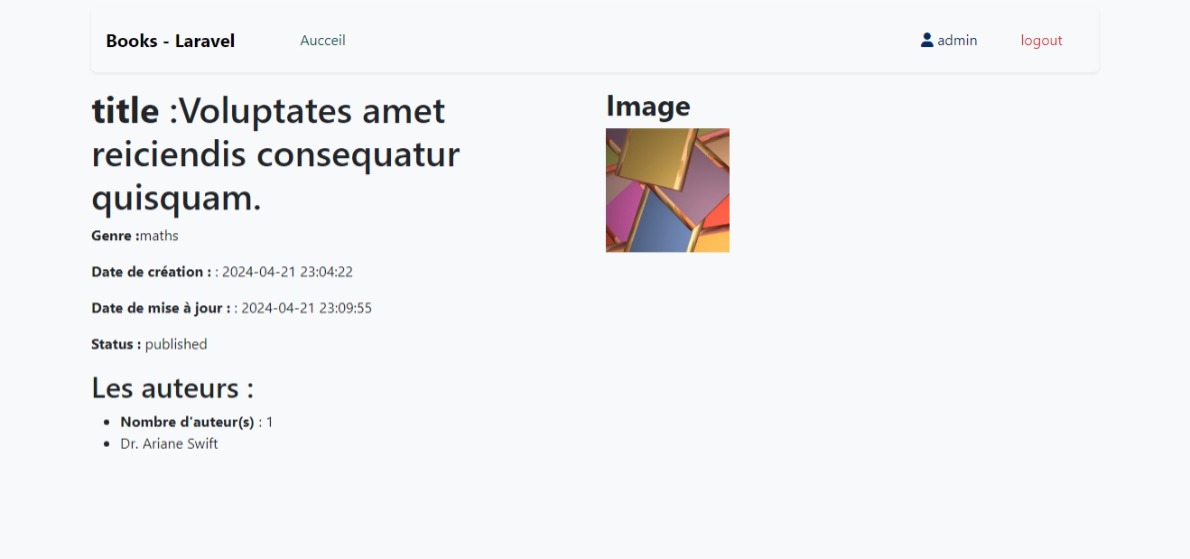 Books - Laravel
Aucceil
admin
logout
title :Voluptates amet
reiciendis consequatur
quisquam.
Genre :maths
Date de création : : 2024-04-21 23:04:22
Date de mise à jour : : 2024-04-21 23:09:55
Status : published
Les auteurs :
Nombre d'auteur(s) : 1
Dr. Ariane Swift
Image